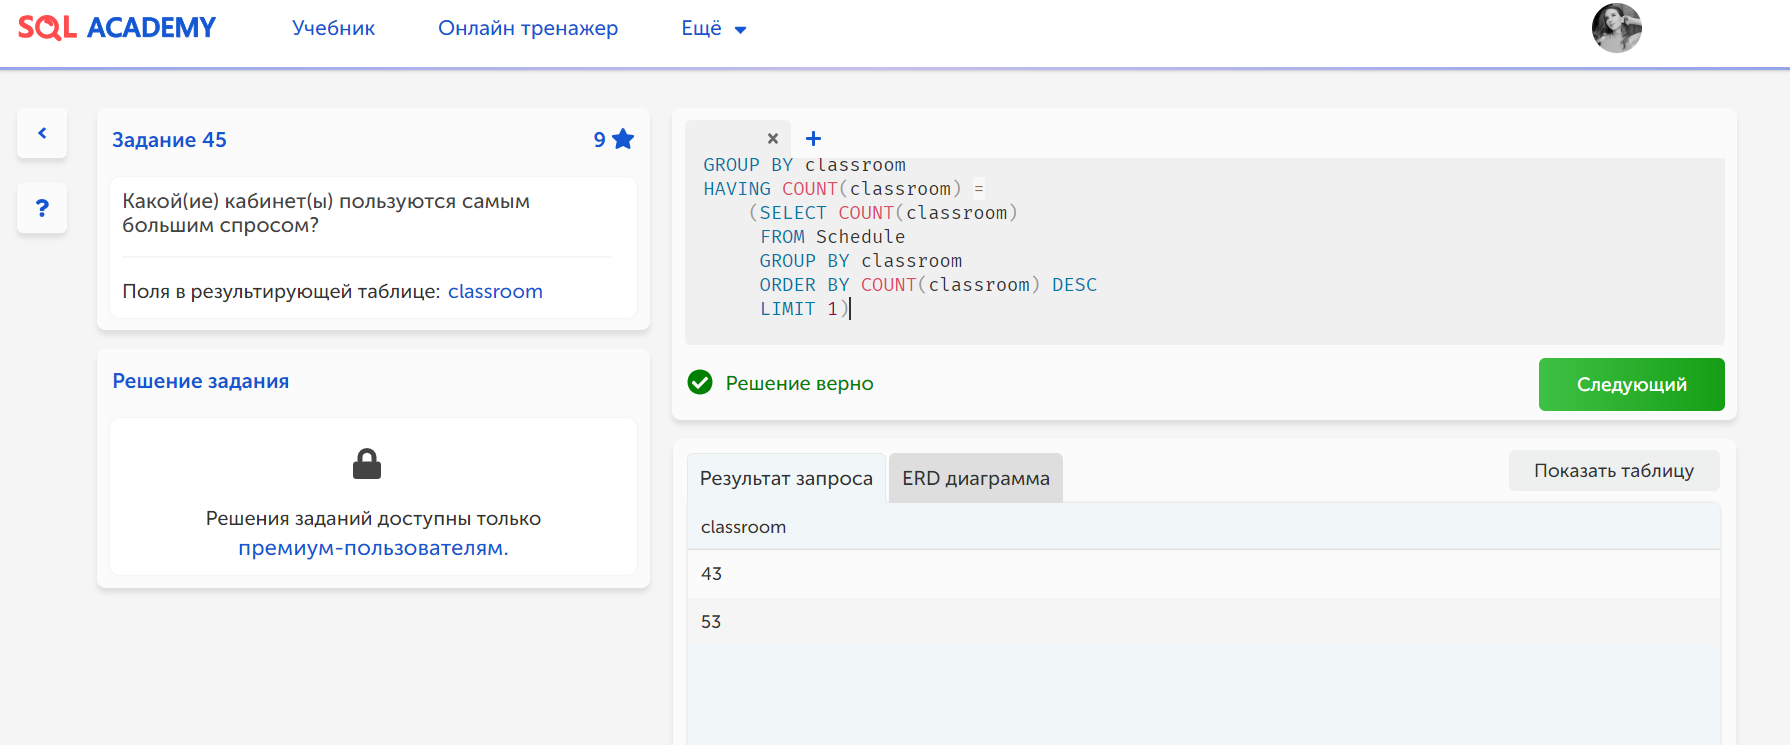 SQL ACADEMY
Учебник
Онлайн тренажер
Ещё
Задание 45
9
Какой(ие) кабинет(ы) пользуются самым
большим спросом?
Поля в результирующей таблице: classroom
Решение задания
Решения заданий доступны только
премиум-пользователям.
GROUP BY classroom
HAVING COUNT(classroom) =
(SELECT COUNT(classroom)
FROM Schedule
GROUP BY classroom
ORDER BY COUNT(classroom) DESC
LIMIT 1)
Решение верно
Следующий
Результат запроса
ERD диаграмма
Показать таблицу
classroom
43
53